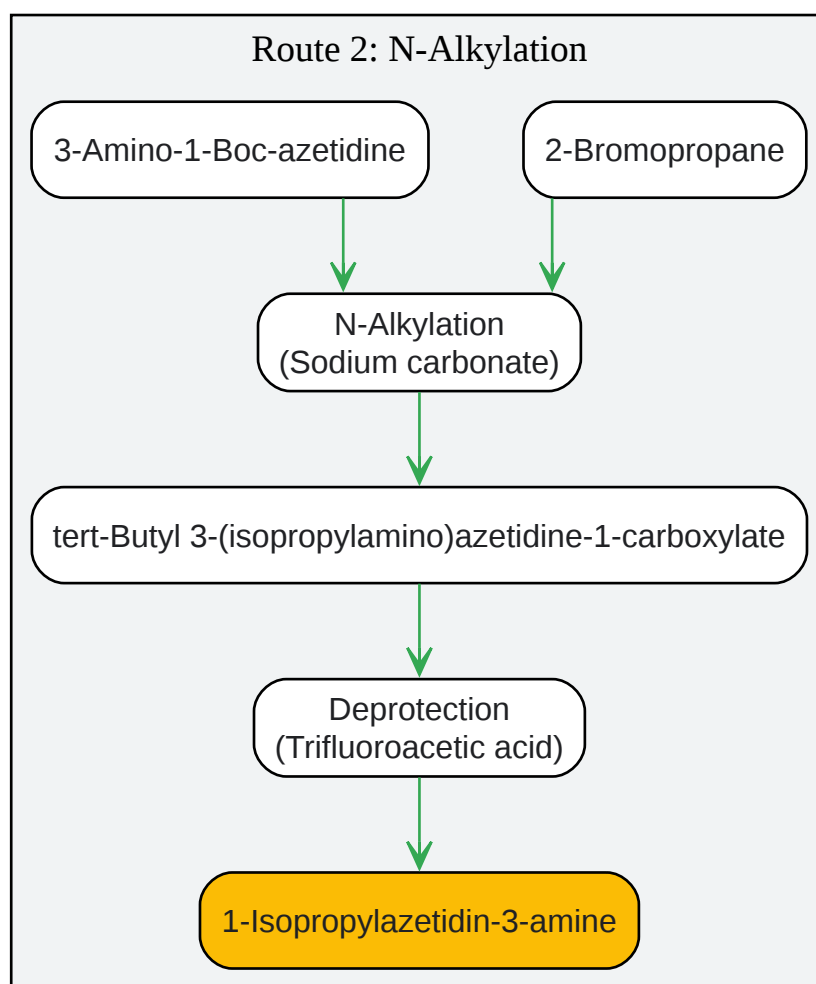 Route 2: N-Alkylation
3-Amino-1-Boc-azetidine
2-Bromopropane
N-Alkylation
(Sodium carbonate)
tert-Butyl 3-(isopropylamino)azetidine-1-carboxylate
Deprotection
(Trifluoroacetic acid)
1-Isopropylazetidin-3-amine